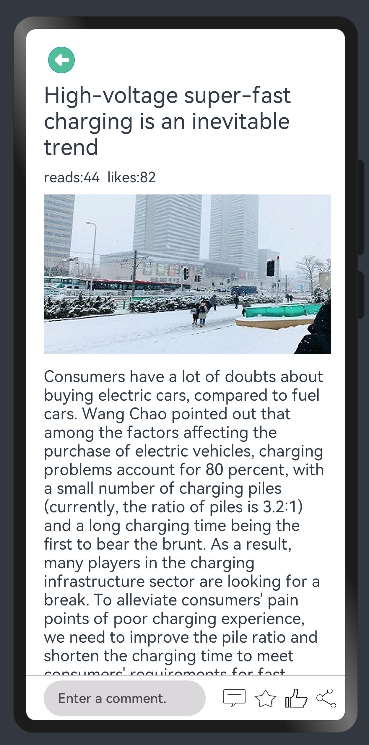 High-voltage super-fast
charging is an inevitable
trend
reads:44 likes:82
Consumers have a lot of doubts about
buying electric cars, compared to fuel
cars. Wang Chao pointed out that
among the factors affecting the
purchase of electric vehicles, charging
problems account for 80 percent, with
a small number of charging piles
(currently, the ratio of piles is 3.2:1)
and a long charging time being the
first to bear the brunt. As a result,
many players in the charging
infrastructure sector are looking for a
break. To alleviate consumers' pain
points of poor charging experience,
we need to improve the pile ratio and
shorten the charging time to meet
consumers' requirements for fast
Enter a comment.